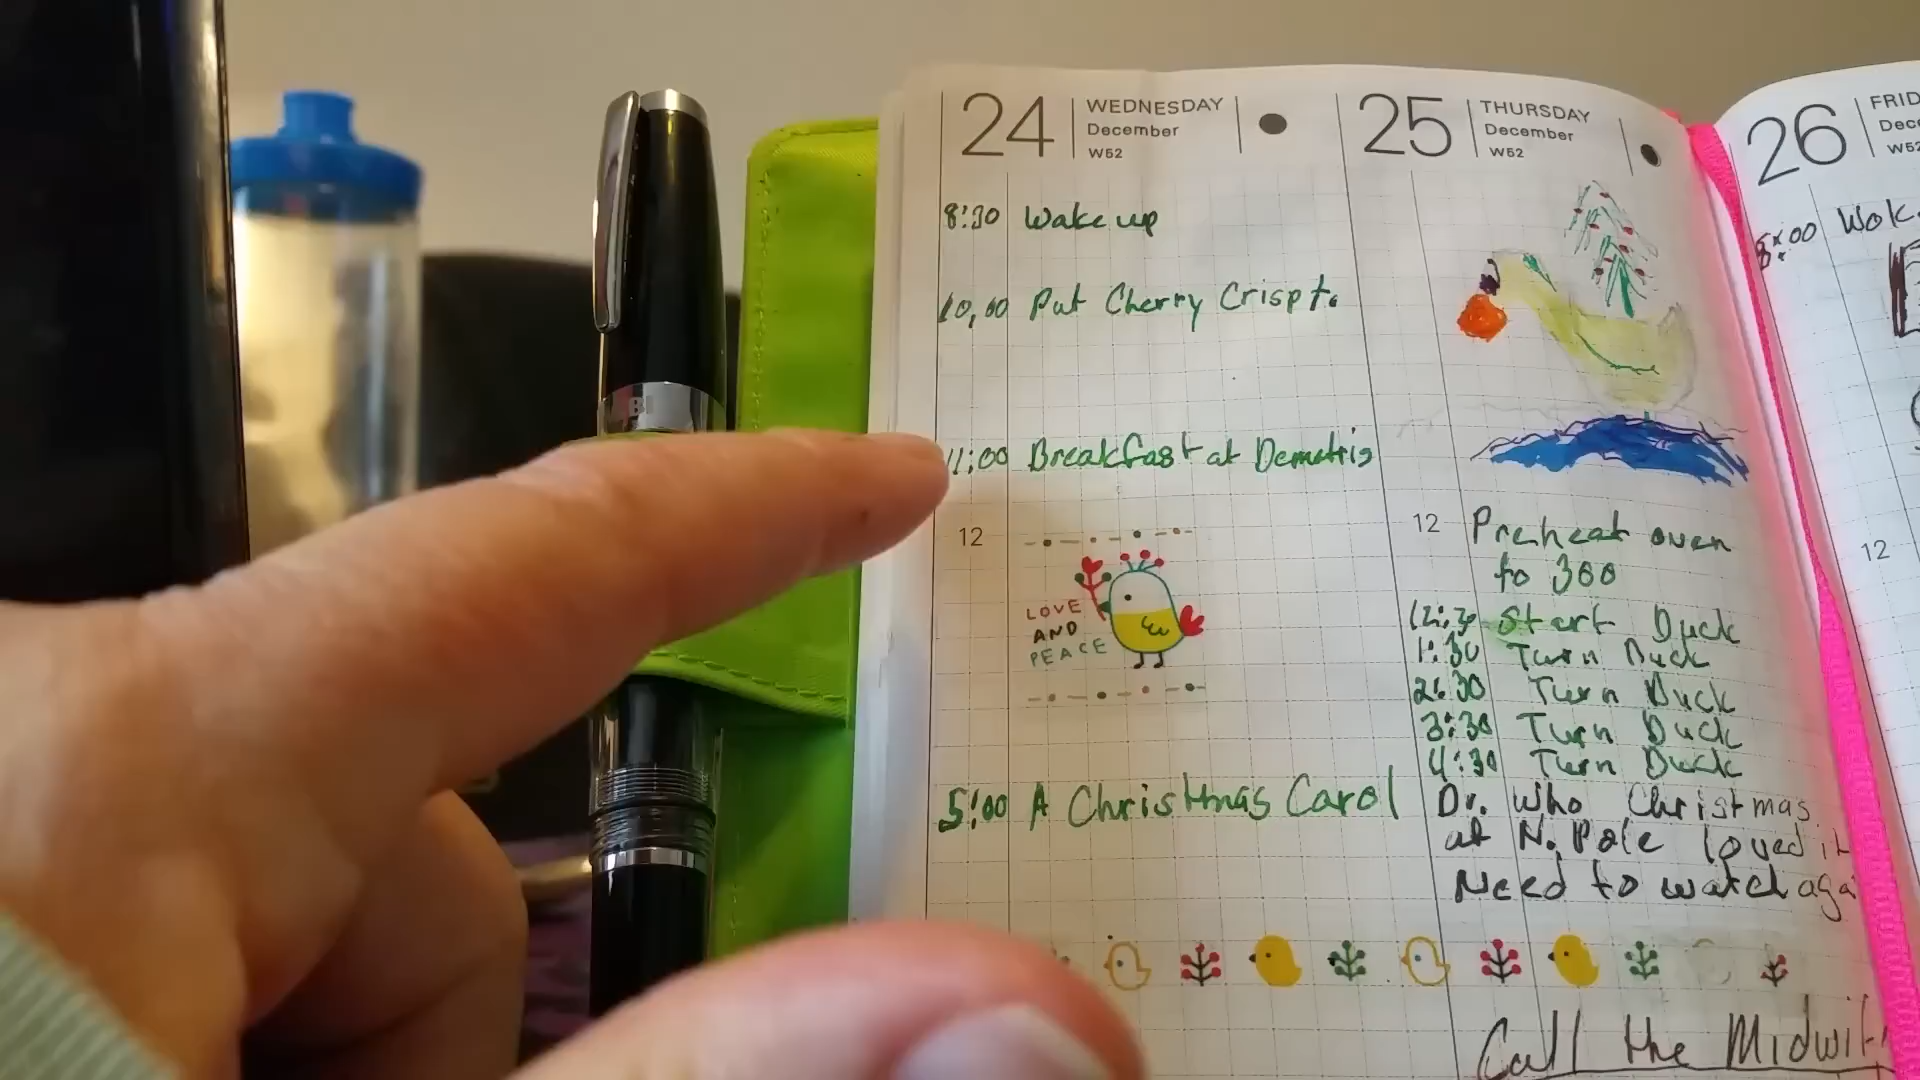 24 WEDNESDAY
December
W52
8:30 Wake up
10,00 Put Cherry Crisp t.
11:00 Breakfast at Demetris
12
LOVE
AND
PEACE
5:00 A Christmas Carol
25 THURSDAY
December
W52
12 Preheat oven
to 300
12:30 Start Duck
1:30 Turn Duck
2:30 Turn Duck
3:30 Turn Duck
4:30 Turn Duck
Dr. Who Christmas
at N. Pole loved it
Need to watch agai
Call the Midwif
26 FRID
Dece
W52
8:00 Wok
12